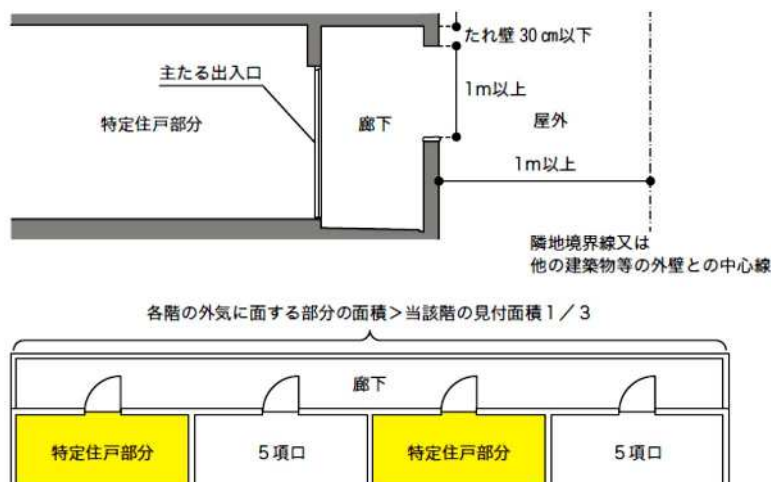 たれ壁 30 ㎝以下
主たる出入口
1m以上
特定住戸部分
廊下
屋外
1m以上
隣地境界線又は
他の建築物等の外壁との中心線
各階の外気に面する部分の面積＞当該階の見付面積1／3
廊下
特定住戸部分
5項ロ
特定住戸部分
5項ロ